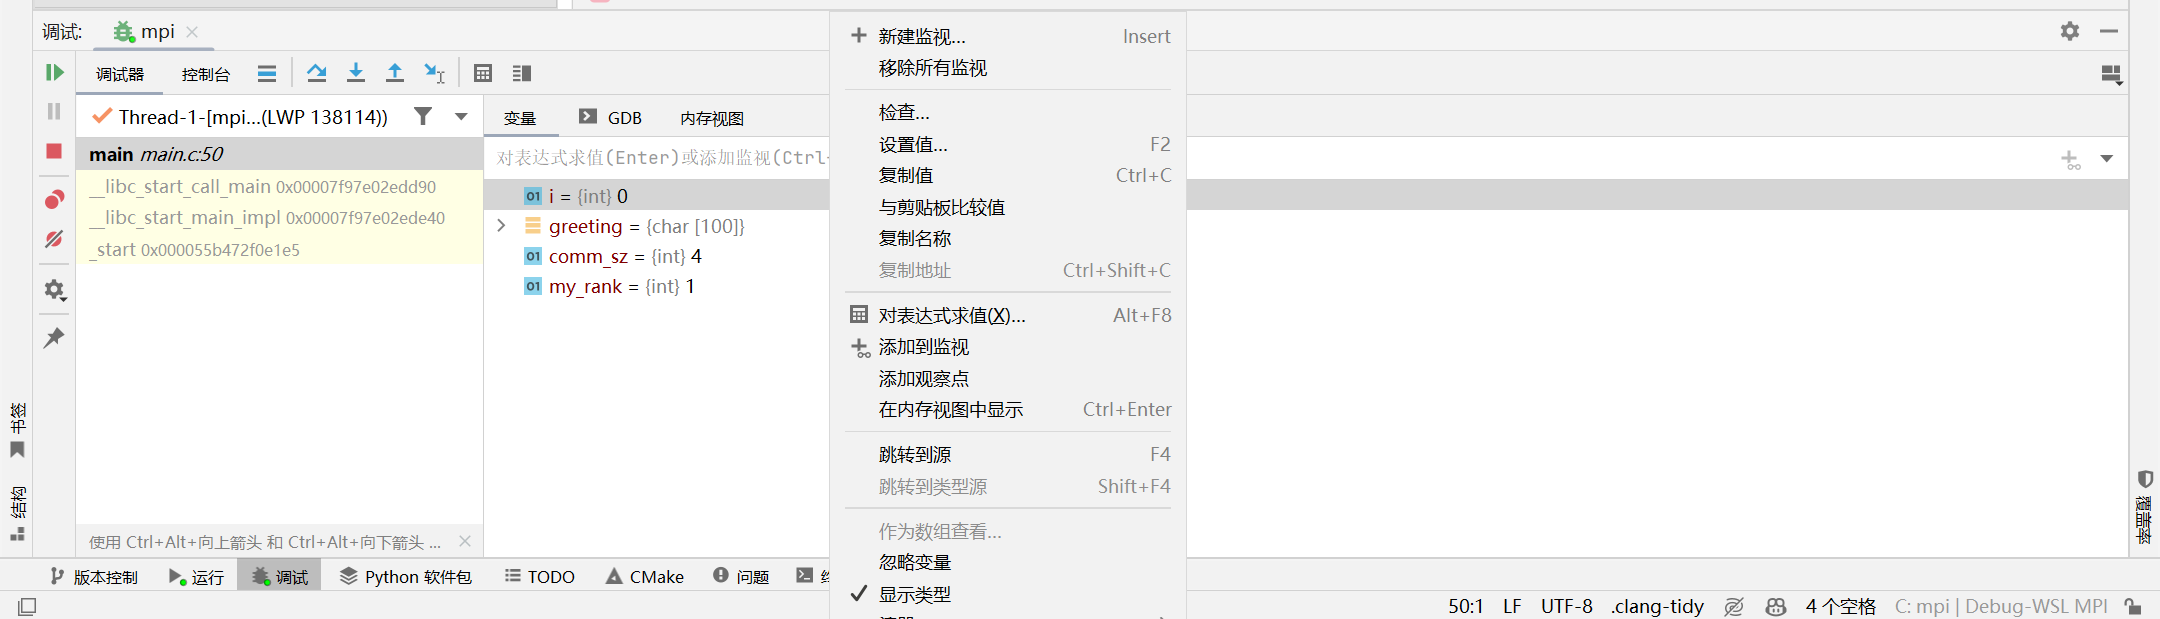 调试: mpi
调试器 控制台
Thread-1-[mpi...(LWP 138114))
main main.c:50
__libc_start_call_main 0x00007f97e02edd90
__libc_start_main_impl 0x00007f97e02ede40
_start 0x000055b472f0e1e5
使用 Ctrl+Alt+向上箭头 和 Ctrl+Alt+向下箭头 ...
变量 GDB 内存视图
对表达式求值(Enter)或添加监视(Ctrl+
01 i = {int} 0
greeting = {char [100]}
01 comm_sz = {int} 4
01 my_rank = {int} 1
新建监视... Insert
移除所有监视
检查...
设置值... F2
复制值 Ctrl+C
与剪贴板比较值
复制名称
复制地址 Ctrl+Shift+C
对表达式求值(X)... Alt+F8
添加到监视
添加观察点
在内存视图中显示 Ctrl+Enter
跳转到源 F4
跳转到类型源 Shift+F4
作为数组查看...
忽略变量
显示类型
书签
结构
覆盖率
版本控制 运行 调试 Python 软件包 TODO CMake 问题
50:1 LF UTF-8 .clang-tidy 4 个空格 C: mpi | Debug-WSL MPI